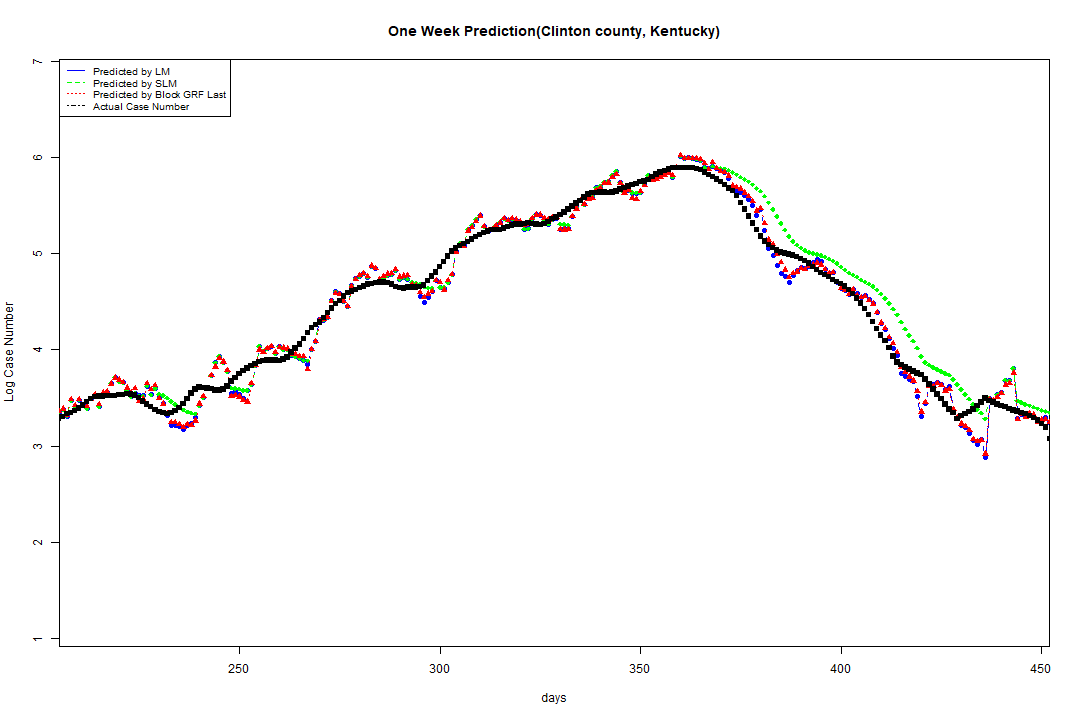 One Week Prediction(Clinton county, Kentucky)
Predicted by LM
Predicted by SLM
Predicted by Block GRF Last
Actual Case Number
7
6
5
4
3
2
1
Log Case Number
250 300 350 400 450
days